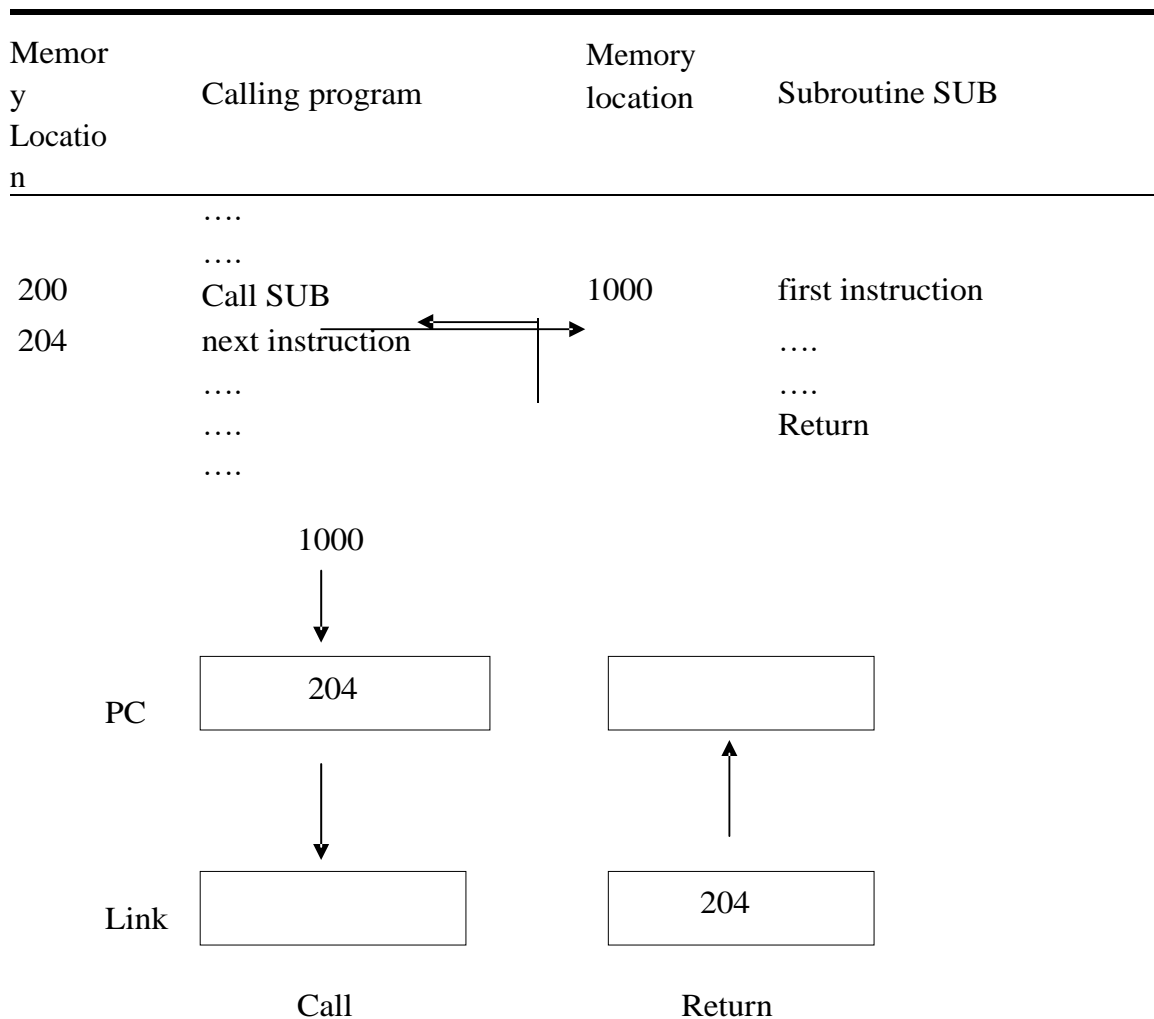 Memor
y
Locatio
n
Calling program
Memory
location
Subroutine SUB
….
….
200 Call SUB 1000 first instruction
204 next instruction ….
…. ….
…. Return
….
1000
PC 204
Link 204
Call Return